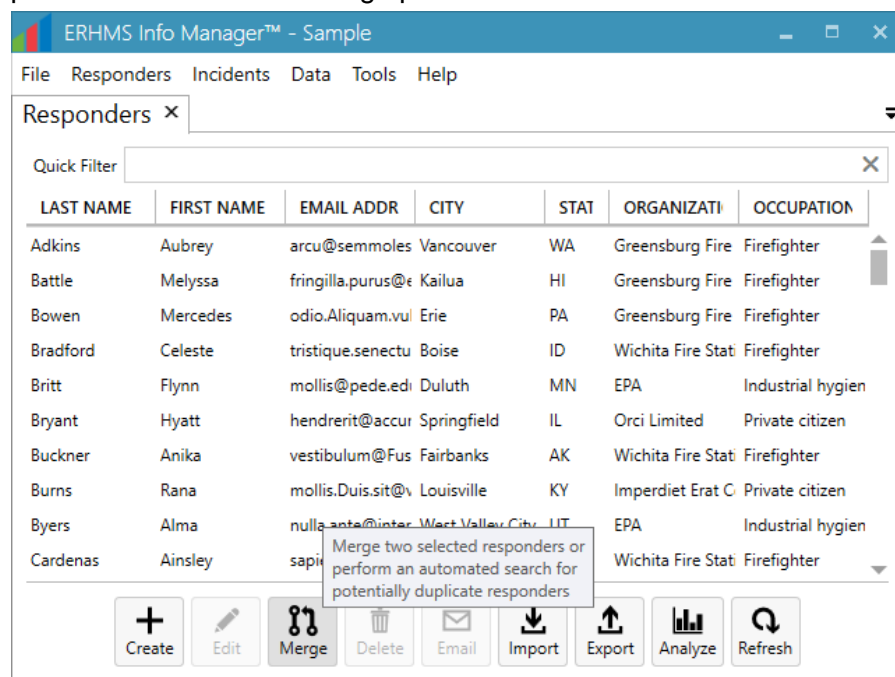 ERHMS Info Manager™ - Sample
File Responders Incidents Data Tools Help
Responders
Quick Filter
LAST NAME FIRST NAME EMAIL ADDR CITY STAT ORGANIZATI OCCUPATION
Adkins Aubrey arcu@semmoles Vancouver WA Greensburg Fire Firefighter
Battle Melyssa fringilla.purus@e Kailua HI Greensburg Fire Firefighter
Bowen Mercedes odio.Aliquam.vul Erie PA Greensburg Fire Firefighter
Bradford Celeste tristique.senectu Boise ID Wichita Fire Stati Firefighter
Britt Flynn mollis@pede.edu Duluth MN EPA Industrial hygien
Bryant Hyatt hendrerit@accur Springfield IL Orci Limited Private citizen
Buckner Anika vestibulum@Fus Fairbanks AK Wichita Fire Stati Firefighter
Burns Rana mollis.Duis.sit@v Louisville KY Imperdiet Erat C Private citizen
Byers Alma nulla.ante@inter West Valley City UT EPA Industrial hygien
Cardenas Ainsley sapi Wichita Fire Stati Firefighter
Merge two selected responders or
perform an automated search for
potentially duplicate responders
Create Edit Merge Delete Email Import Export Analyze Refresh